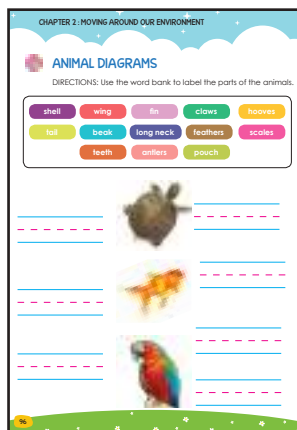 CHAPTER 2 : MOVING AROUND OUR ENVIRONMENT
ANIMAL DIAGRAMS
DIRECTIONS: Use the word bank to label the parts of the animals.
shell wing fin claws hooves
tail beak long neck feathers scales
teeth antlers pouch
96